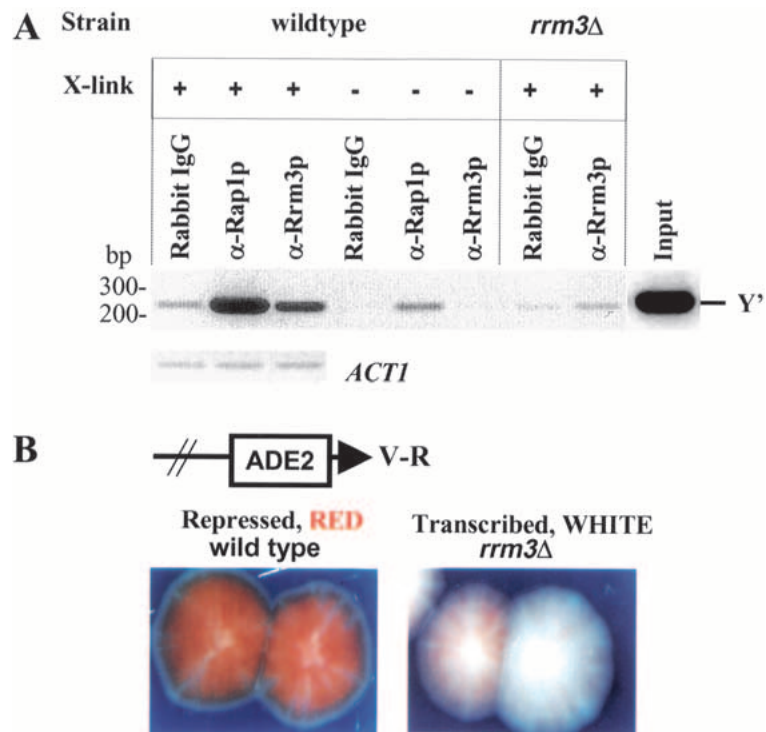 A
Strain wildtype rrm3Δ
X-link + + + - - - + +
Rabbit IgG α-Rap1p α-Rrm3p Rabbit IgG α-Rap1p α-Rrm3p Rabbit IgG α-Rrm3p Input
bp
300-
200-
Y'
ACT1
B
ADE2 V-R
Repressed, RED Transcribed, WHITE
wild type rrm3Δ